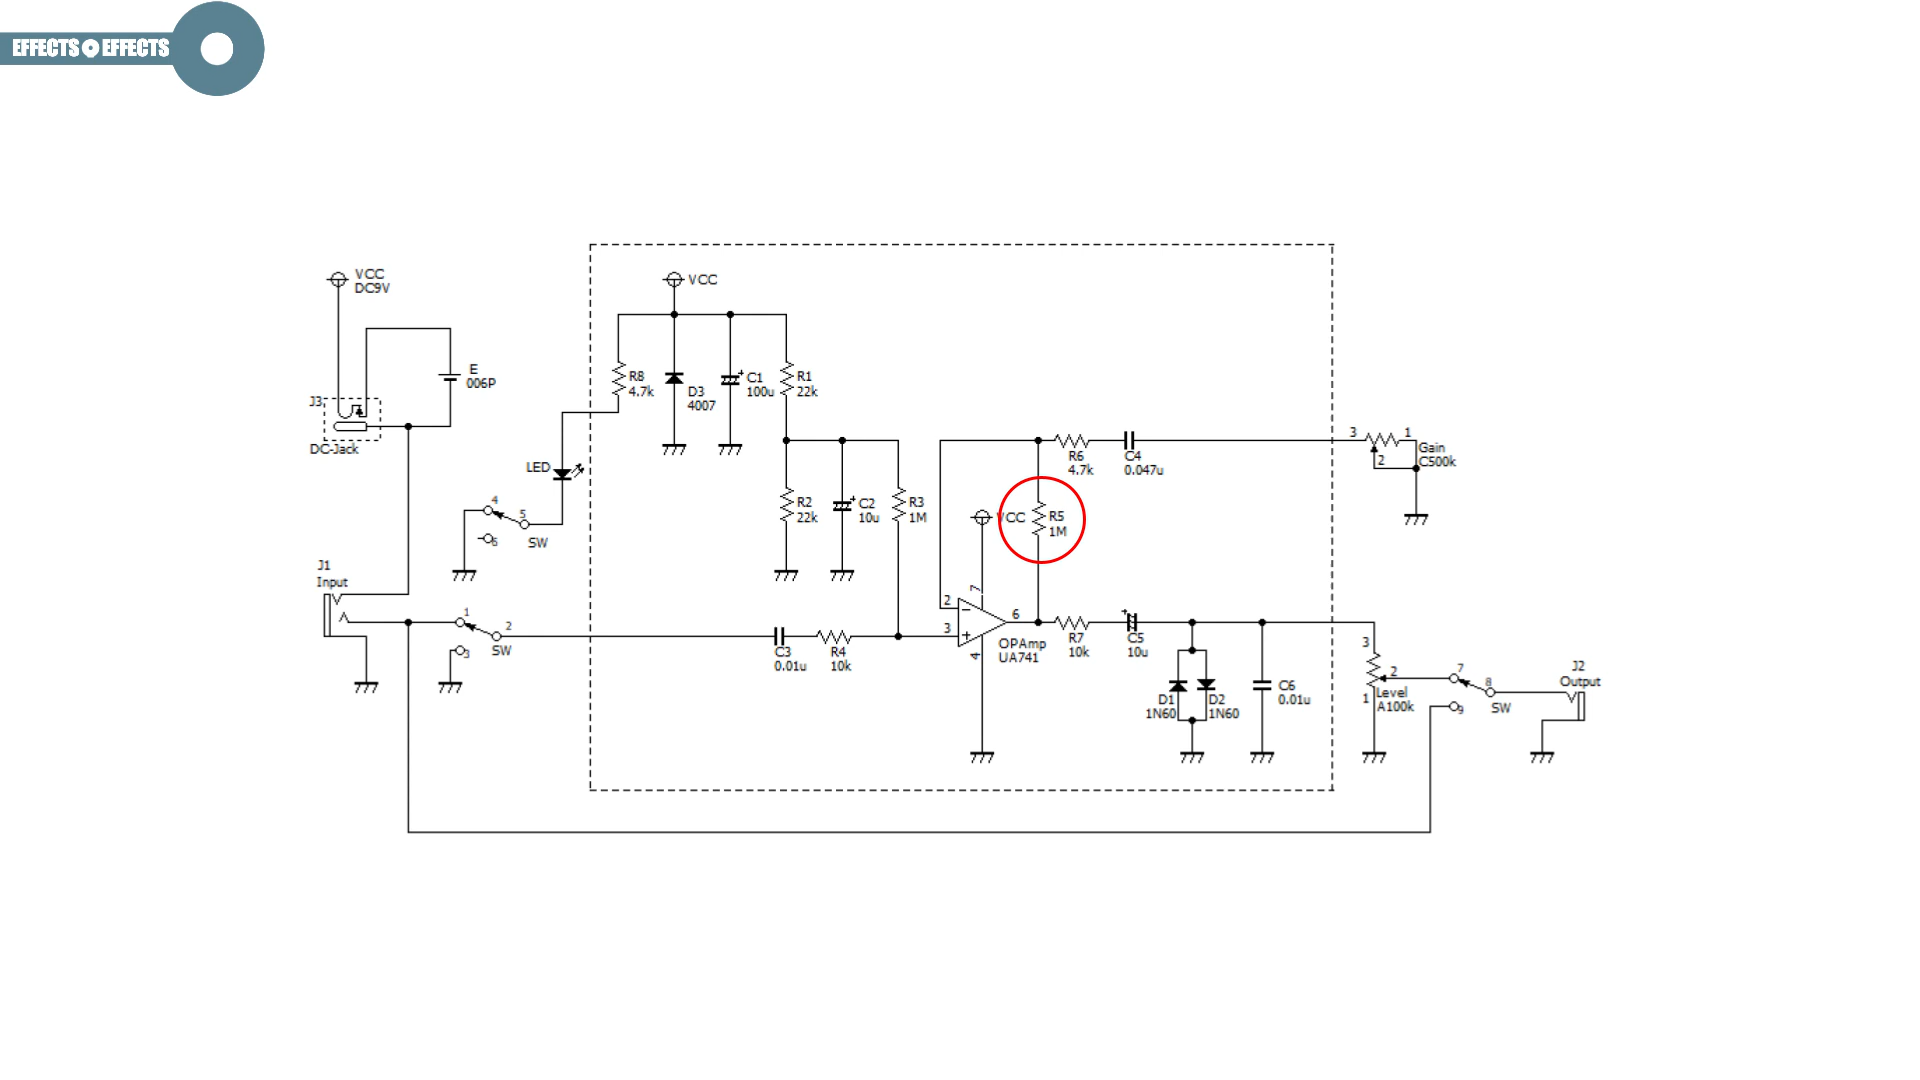 EFFECTS EFFECTS
VCC
DC9V
VCC
E
006P
J3
DC-Jack
R8
4.7k
D3
4007
C1
100u
+
R1
22k
LED
4
5
6
SW
R2
22k
C2
10u
+
R3
1M
VCC
R5
1M
R6
4.7k
C4
0.047u
3
1
2
Gain
C500k
J1
Input
1
2
3
SW
C3
0.01u
R4
10k
2
3
7
4
6
−
+
OPAmp
UA741
R7
10k
+
C5
10u
D1
1N60
D2
1N60
C6
0.01u
3
2
1
Level
A100k
7
8
9
SW
J2
Output